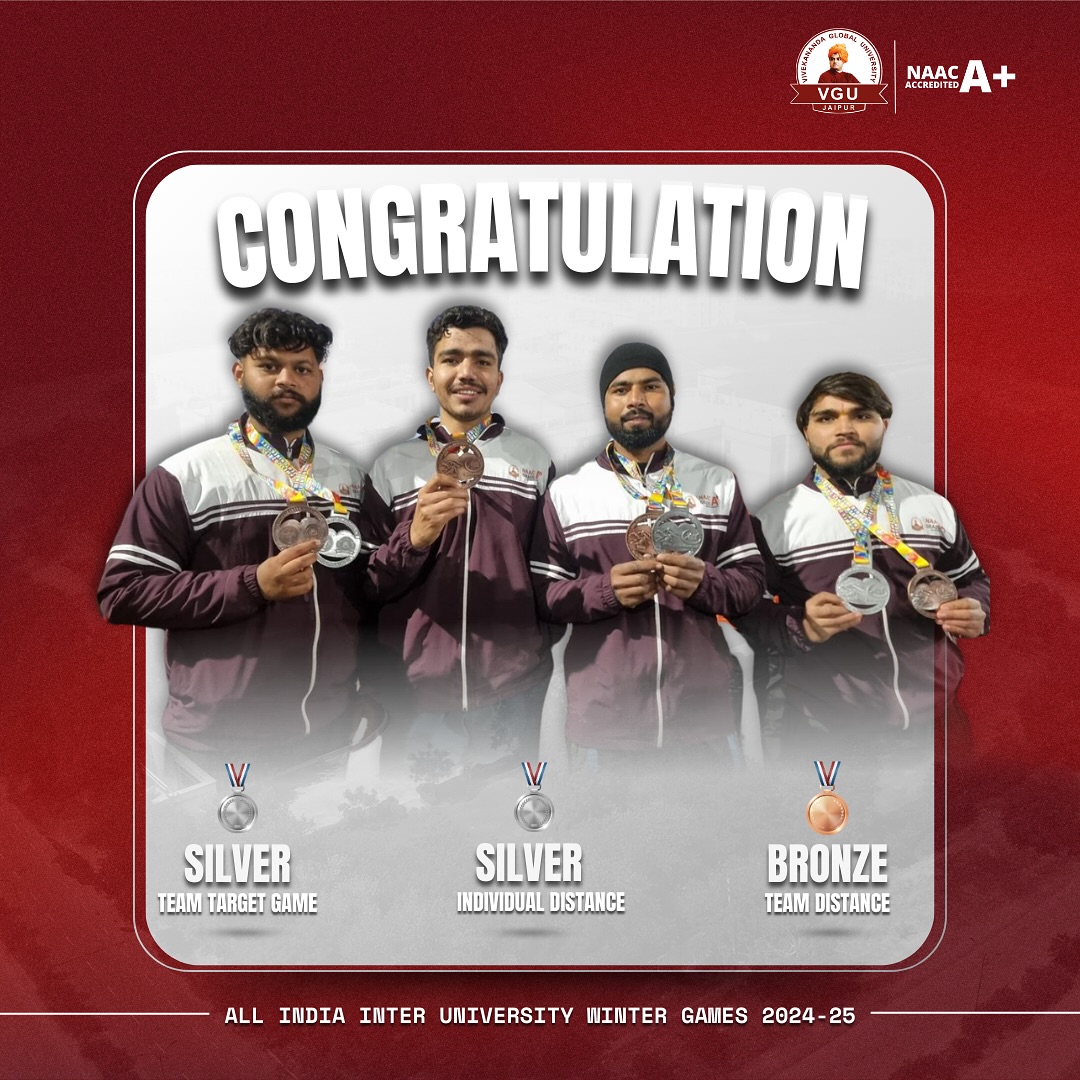 VIVEKANANDA GLOBAL UNIVERSITY
VGU
JAIPUR
NAAC
ACCREDITED
A+
CONGRATULATION
SILVER
TEAM TARGET GAME
SILVER
INDIVIDUAL DISTANCE
BRONZE
TEAM DISTANCE
ALL INDIA INTER UNIVERSITY WINTER GAMES 2024-25